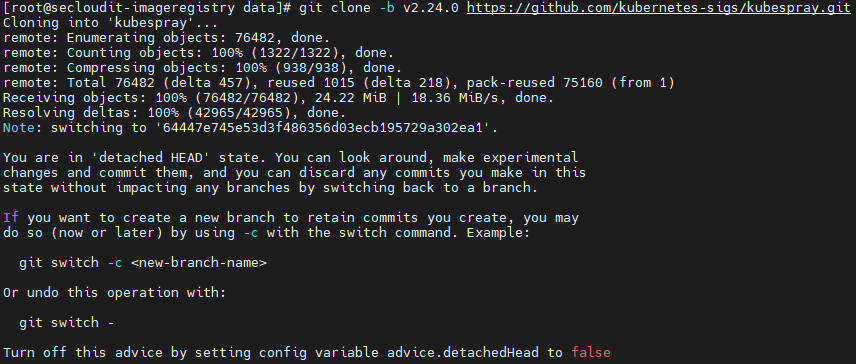 [root@secloudit-imageregistry data]# git clone -b v2.24.0 https://github.com/kubernetes-sigs/kubespray.git
Cloning into 'kubespray'...
remote: Enumerating objects: 76482, done.
remote: Counting objects: 100% (1322/1322), done.
remote: Compressing objects: 100% (938/938), done.
remote: Total 76482 (delta 457), reused 1015 (delta 218), pack-reused 75160 (from 1)
Receiving objects: 100% (76482/76482), 24.22 MiB | 18.36 MiB/s, done.
Resolving deltas: 100% (42965/42965), done.
Note: switching to '64447e745e53d3f486356d03ecb195729a302ea1'.

You are in 'detached HEAD' state. You can look around, make experimental
changes and commit them, and you can discard any commits you make in this
state without impacting any branches by switching back to a branch.

If you want to create a new branch to retain commits you create, you may
do so (now or later) by using -c with the switch command. Example:

  git switch -c <new-branch-name>

Or undo this operation with:

  git switch -

Turn off this advice by setting config variable advice.detachedHead to false